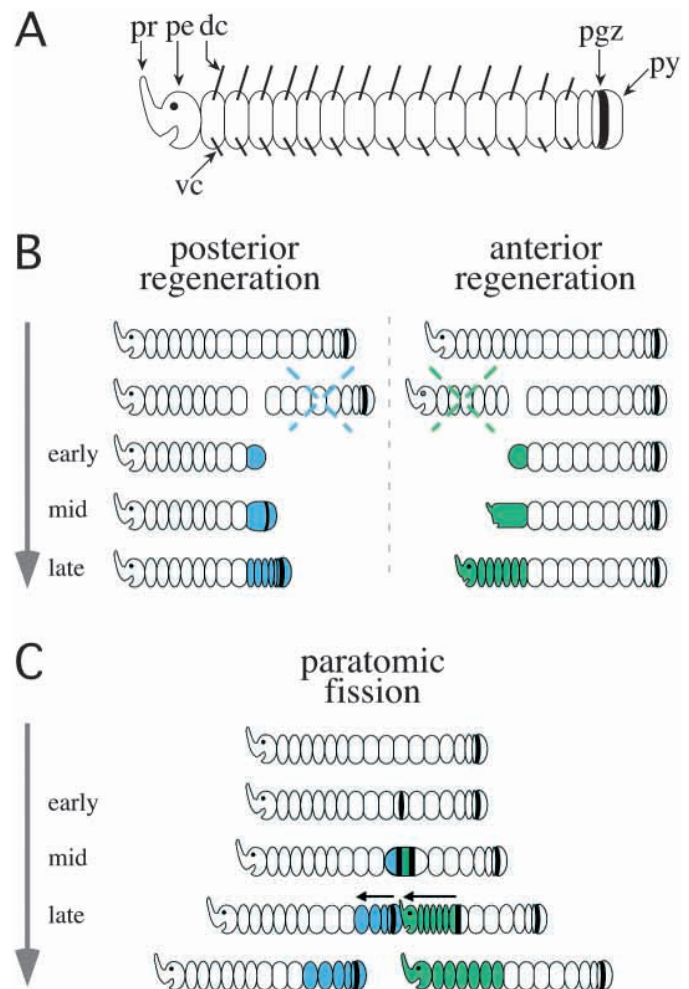 A
pr pe dc pgz
py
vc
B
posterior
regeneration
anterior
regeneration
early
mid
late
C
paratomic
fission
early
mid
late